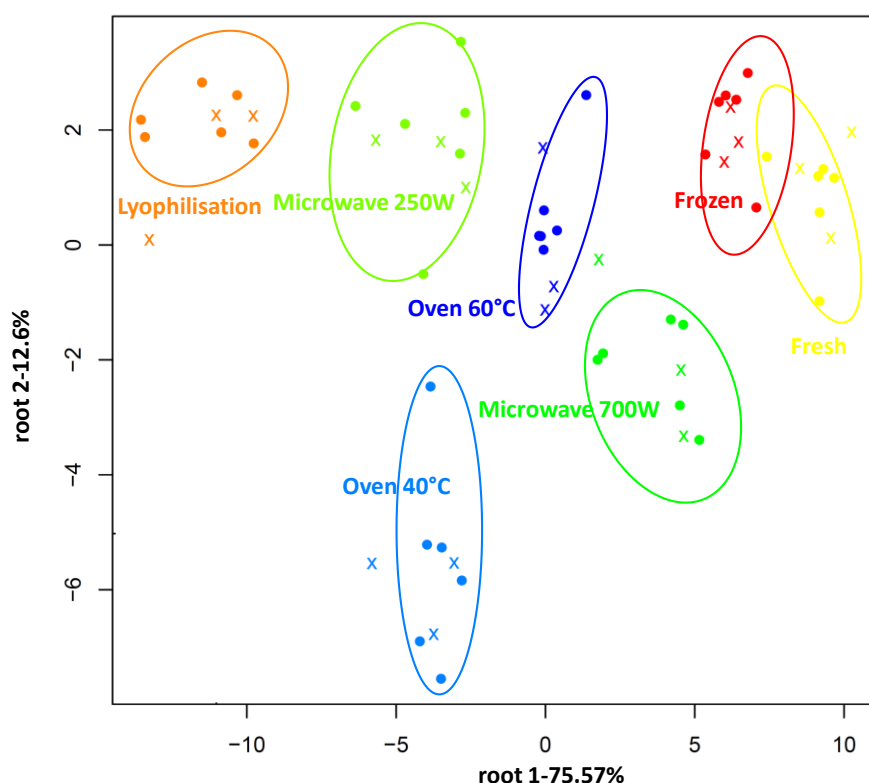 2
0
−2
−4
−6
root 2-12.6%
Lyophilisation
Microwave 250W
Frozen
Oven 60°C
Fresh
Microwave 700W
Oven 40°C
−10 −5 0 5 10
root 1-75.57%